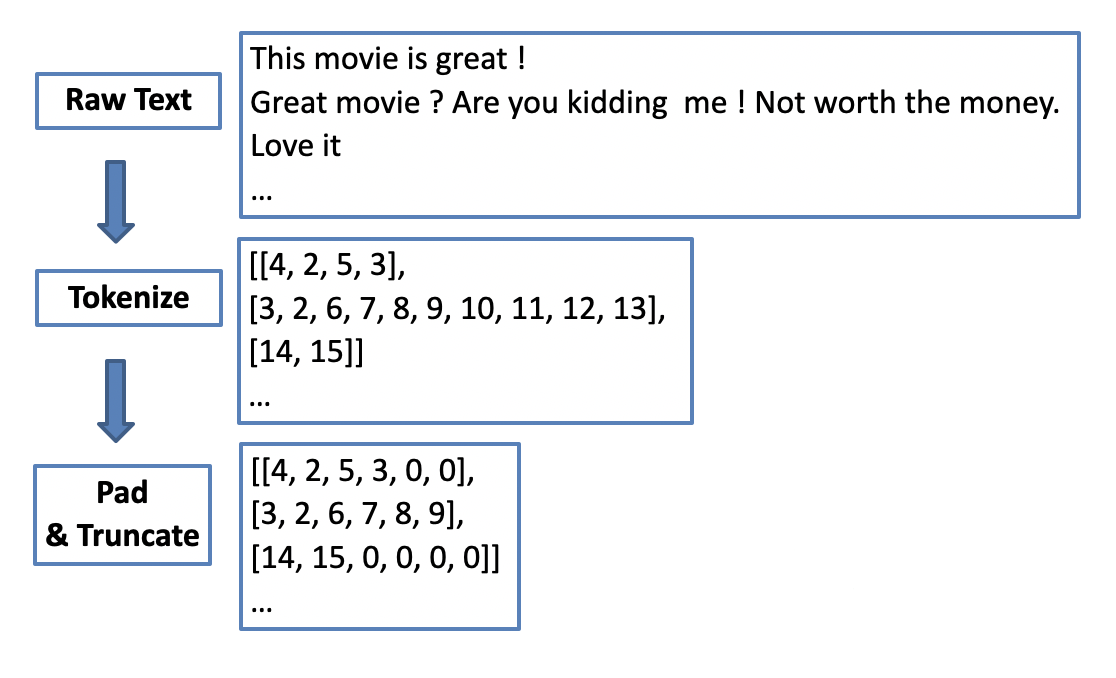 Raw Text
This movie is great !
Great movie ? Are you kidding  me ! Not worth the money.
Love it
...
Tokenize
[[4, 2, 5, 3],
[3, 2, 6, 7, 8, 9, 10, 11, 12, 13],
[14, 15]]
...
Pad
& Truncate
[[4, 2, 5, 3, 0, 0],
[3, 2, 6, 7, 8, 9],
[14, 15, 0, 0, 0, 0]]
...